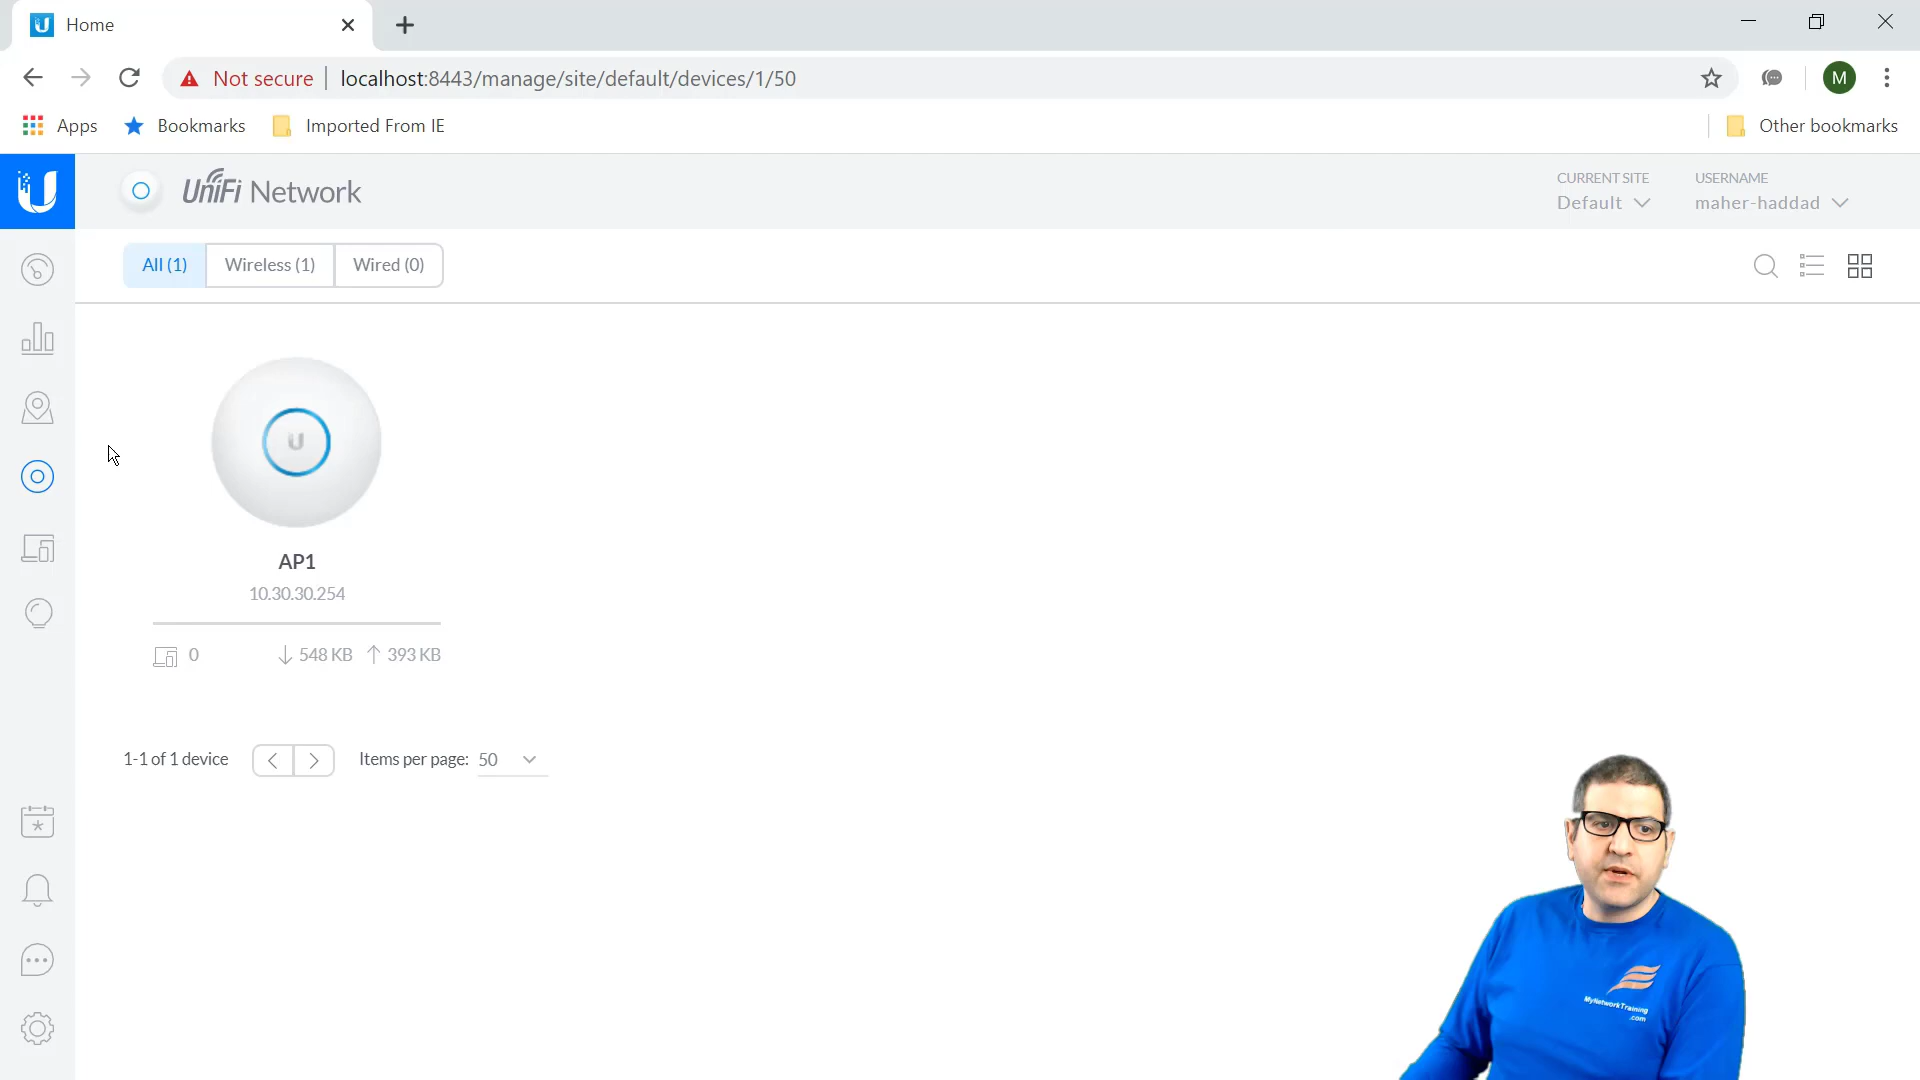 Home
Not secure
localhost:8443/manage/site/default/devices/1/50
M
Apps
Bookmarks
Imported From IE
Other bookmarks
UniFi Network
CURRENT SITE
Default
USERNAME
maher-haddad
All (1)
Wireless (1)
Wired (0)
AP1
10.30.30.254
0
548 KB
393 KB
1-1 of 1 device
Items per page: 50
MyNetworkTraining
.com